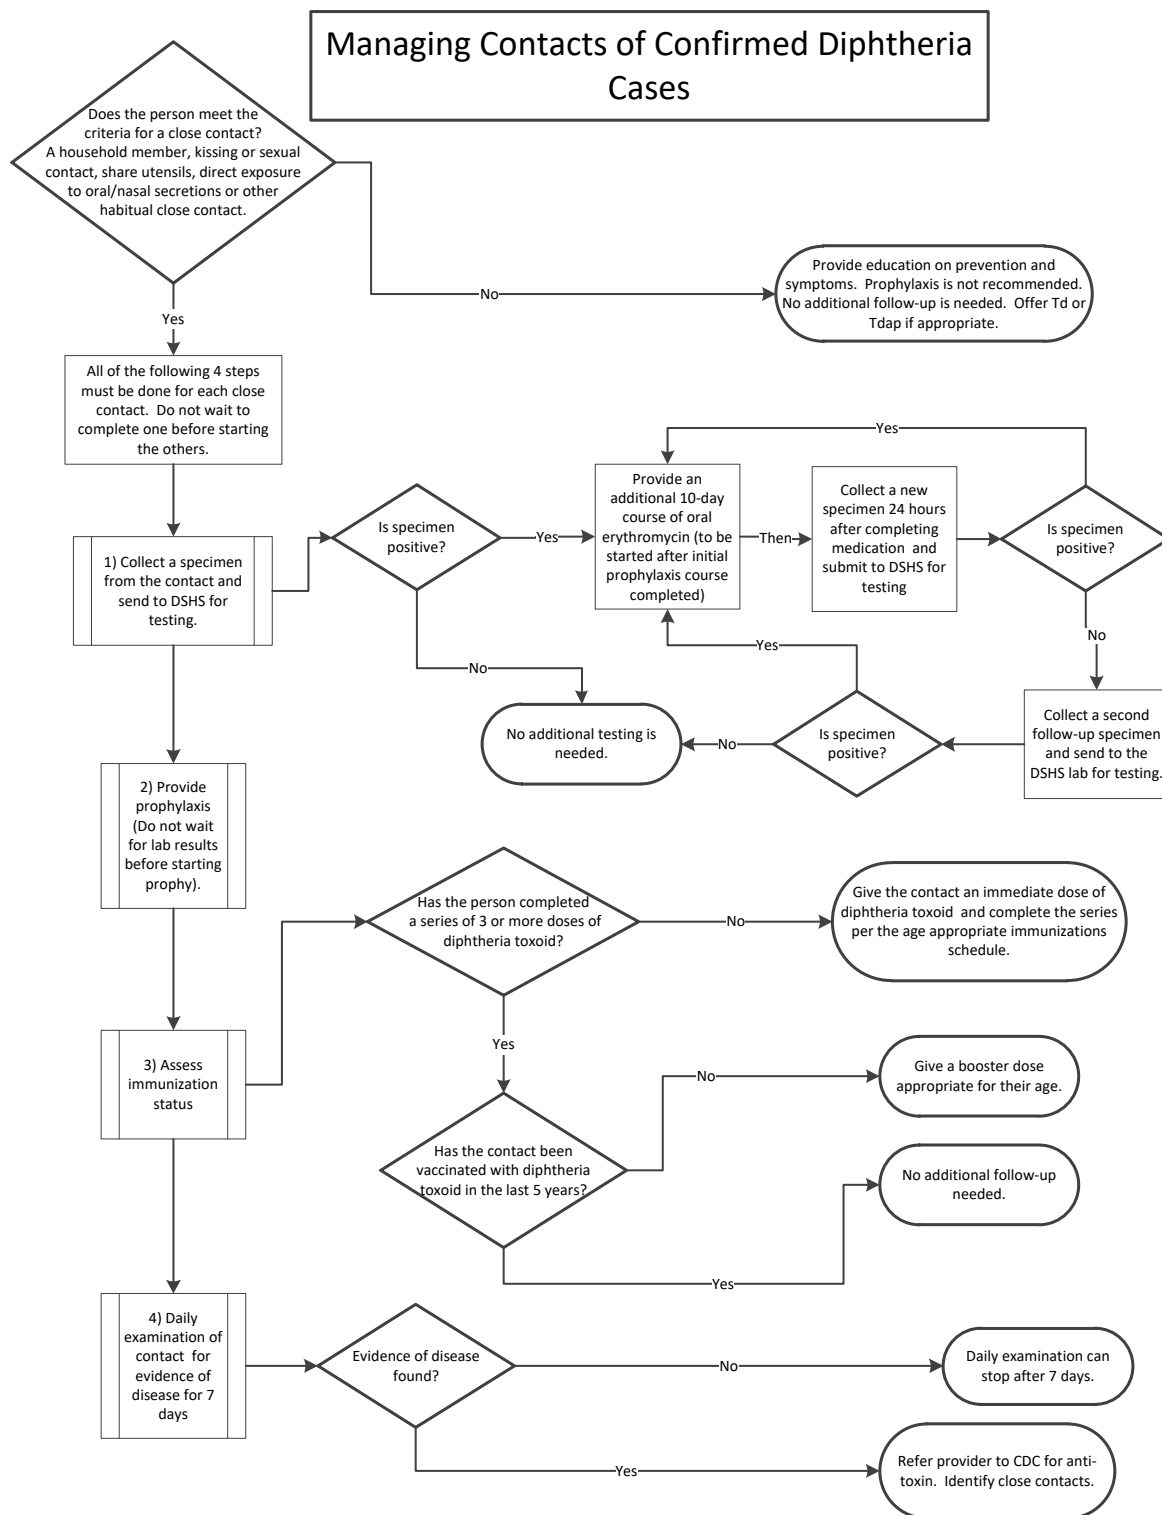 Managing Contacts of Confirmed Diphtheria
Cases
Does the person meet the
criteria for a close contact?
A household member, kissing or sexual
contact, share utensils, direct exposure
to oral/nasal secretions or other
habitual close contact.
No
Provide education on prevention and
symptoms.  Prophylaxis is not recommended.
No additional follow-up is needed.  Offer Td or
Tdap if appropriate.
Yes
All of the following 4 steps
must be done for each close
contact.  Do not wait to
complete one before starting
the others.
1) Collect a specimen
from the contact and
send to DSHS for
testing.
Is specimen
positive?
Yes
Provide an
additional 10-day
course of oral
erythromycin (to be
started after initial
prophylaxis course
completed)
Then
Collect a new
specimen 24 hours
after completing
medication  and
submit to DSHS for
testing
Is specimen
positive?
Yes
No
Collect a second
follow-up specimen
and send to the
DSHS lab for testing.
Is specimen
positive?
Yes
No
No
No additional testing is
needed.
2) Provide
prophylaxis
(Do not wait
for lab results
before starting
prophy).
3) Assess
immunization
status
Has the person completed
a series of 3 or more doses of
diphtheria toxoid?
No
Give the contact an immediate dose of
diphtheria toxoid  and complete the series
per the age appropriate immunizations
schedule.
Yes
Has the contact been
vaccinated with diphtheria
toxoid in the last 5 years?
No
Give a booster dose
appropriate for their age.
Yes
No additional follow-up
needed.
4) Daily
examination of
contact  for
evidence of
disease for 7
days
Evidence of disease
found?
No
Daily examination can
stop after 7 days.
Yes
Refer provider to CDC for anti-
toxin.  Identify close contacts.